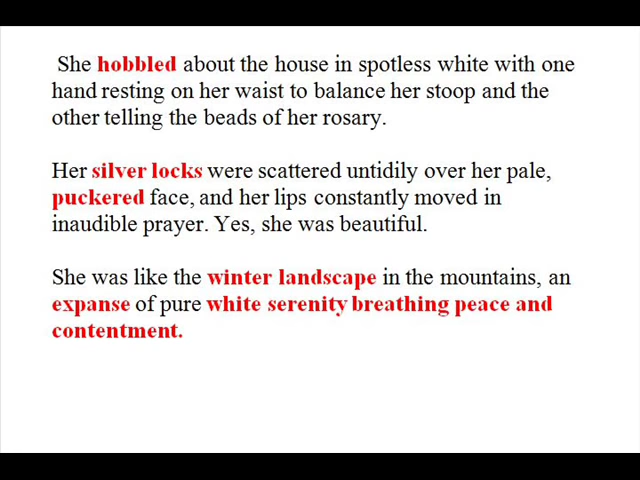 She hobbled about the house in spotless white with one
hand resting on her waist to balance her stoop and the
other telling the beads of her rosary.
Her silver locks were scattered untidily over her pale,
puckered face, and her lips constantly moved in
inaudible prayer. Yes, she was beautiful.
She was like the winter landscape in the mountains, an
expanse of pure white serenity breathing peace and
contentment.